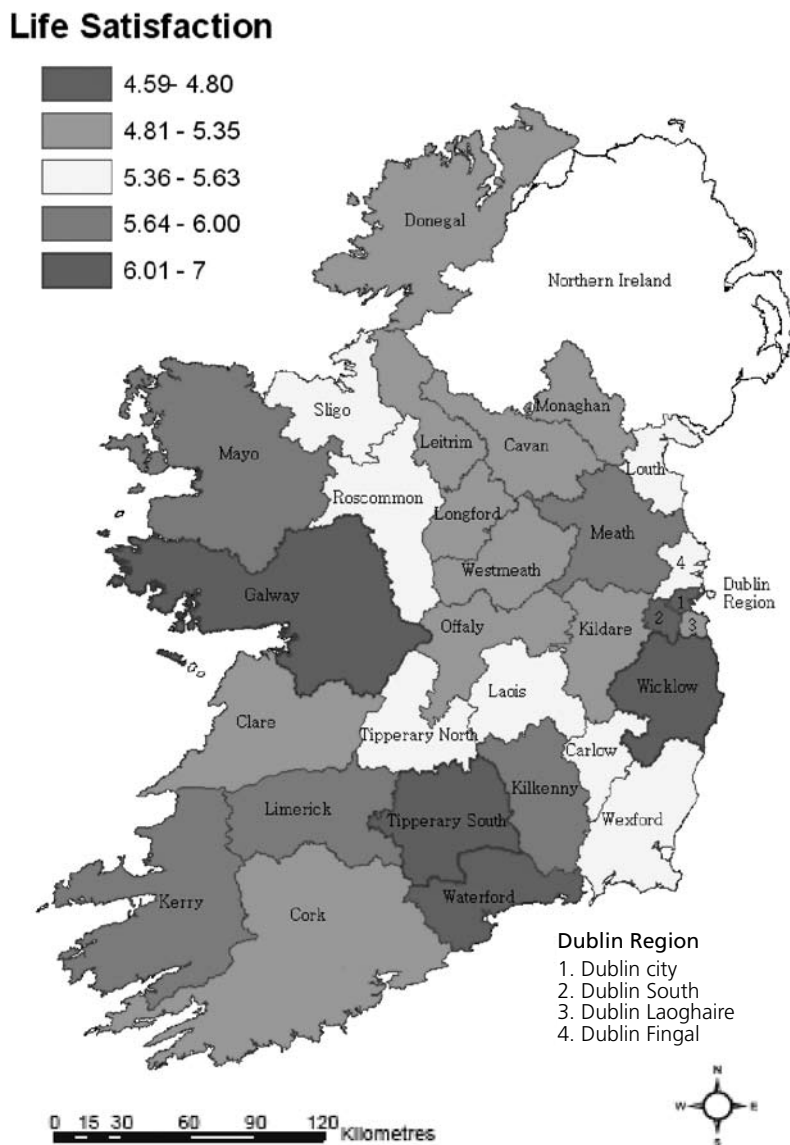 Life Satisfaction
4.59- 4.80
4.81 - 5.35
5.36 - 5.63
5.64 - 6.00
6.01 - 7
Donegal
Northern Ireland
Monaghan
Sligo
Leitrim
Cavan
Mayo
Louth
Roscommon
Longford
Meath
Westmeath
4
Dublin
Region
Galway
1
2
3
Offaly
Kildare
Wicklow
Laois
Clare
Tipperary North
Carlow
Kilkenny
Limerick
Tipperary South
Wexford
Waterford
Kerry
Cork
Dublin Region
1. Dublin city
2. Dublin South
3. Dublin Laoghaire
4. Dublin Fingal
N
W
E
S
0 15 30 60 90 120
Kilometres